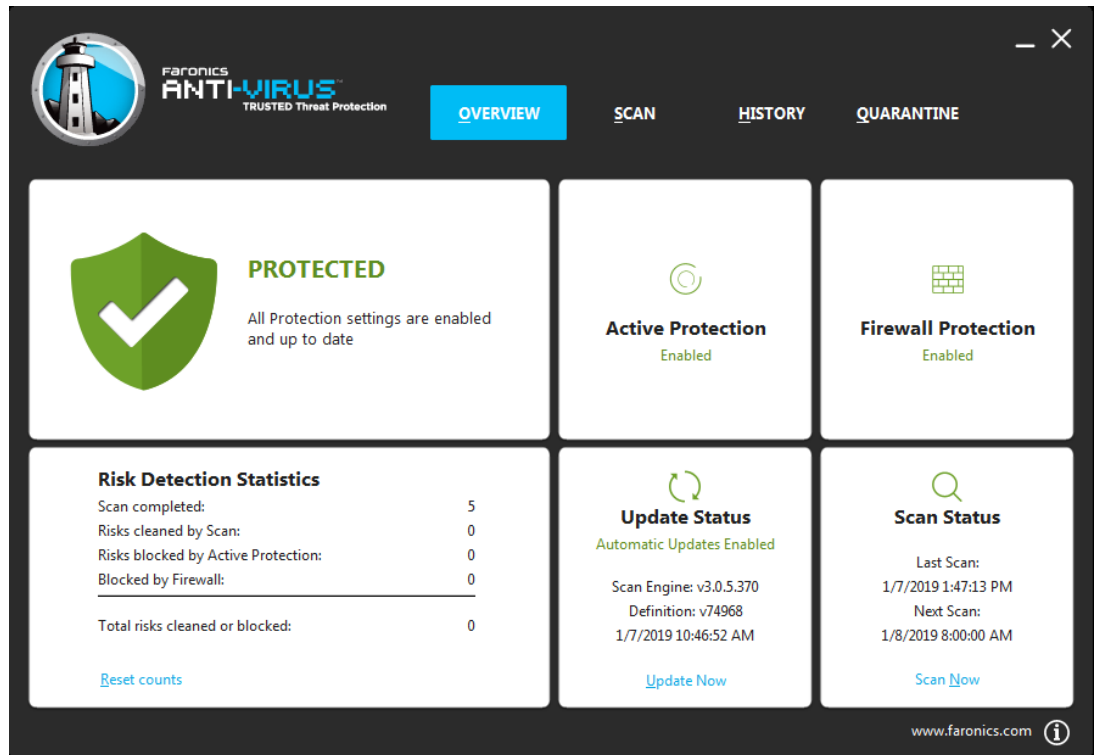 Faronics
ANTI-VIRUS™
TRUSTED Threat Protection
OVERVIEW
SCAN
HISTORY
QUARANTINE
PROTECTED
All Protection settings are enabled
and up to date
Active Protection
Enabled
Firewall Protection
Enabled
Risk Detection Statistics
Scan completed: 5
Risks cleaned by Scan: 0
Risks blocked by Active Protection: 0
Blocked by Firewall: 0
Total risks cleaned or blocked: 0
Reset counts
Update Status
Automatic Updates Enabled
Scan Engine: v3.0.5.370
Definition: v74968
1/7/2019 10:46:52 AM
Update Now
Scan Status
Last Scan:
1/7/2019 1:47:13 PM
Next Scan:
1/8/2019 8:00:00 AM
Scan Now
www.faronics.com